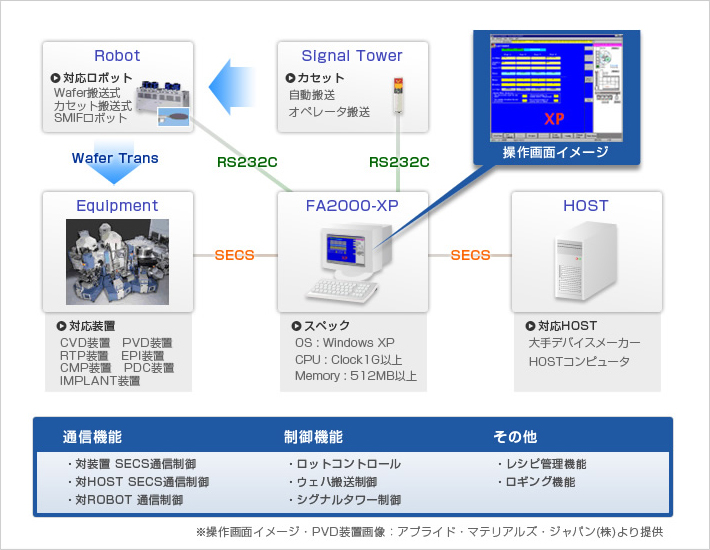 Robot
対応ロボット
Wafer搬送式
カセット搬送式
SMIFロボット
Signal Tower
カセット
自動搬送
オペレータ搬送
XP
操作画面イメージ
Wafer Trans
RS232C
RS232C
Equipment
SECS
FA2000-XP
SECS
HOST
対応装置
CVD装置 PVD装置
RTP装置 EPI装置
CMP装置 PDC装置
IMPLANT装置
スペック
OS : Windows XP
CPU : Clock1G以上
Memory : 512MB以上
対応HOST
大手デバイスメーカー
HOSTコンピュータ
通信機能
・対装置 SECS通信制御
・対HOST SECS通信制御
・対ROBOT 通信制御
制御機能
・ロットコントロール
・ウェハ搬送制御
・シグナルタワー制御
その他
・レシピ管理機能
・ロギング機能
※操作画面イメージ・PVD装置画像：アプライド・マテリアルズ・ジャパン(株)より提供